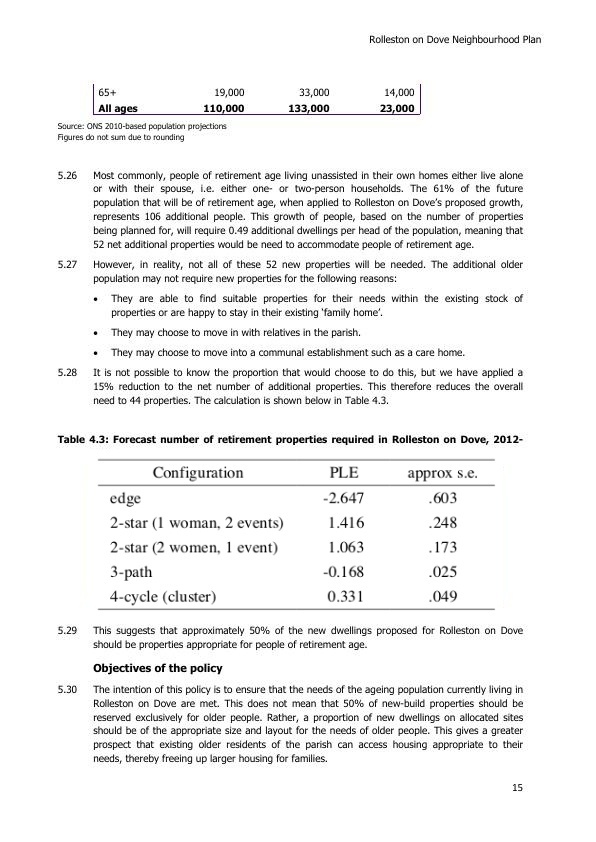 Rolleston on Dove Neighbourhood Plan
65+ 19,000 33,000 14,000
All ages 110,000 133,000 23,000
Source: ONS 2010-based population projections
Figures do not sum due to rounding
5.26 Most commonly, people of retirement age living unassisted in their own homes either live alone
or with their spouse, i.e. either one- or two-person households. The 61% of the future
population that will be of retirement age, when applied to Rolleston on Dove's proposed growth,
represents 106 additional people. This growth of people, based on the number of properties
being planned for, will require 0.49 additional dwellings per head of the population, meaning that
52 net additional properties would be need to accommodate people of retirement age.
5.27 However, in reality, not all of these 52 new properties will be needed. The additional older
population may not require new properties for the following reasons:
• They are able to find suitable properties for their needs within the existing stock of
properties or are happy to stay in their existing 'family home'.
• They may choose to move in with relatives in the parish.
• They may choose to move into a communal establishment such as a care home.
5.28 It is not possible to know the proportion that would choose to do this, but we have applied a
15% reduction to the net number of additional properties. This therefore reduces the overall
need to 44 properties. The calculation is shown below in Table 4.3.
Table 4.3: Forecast number of retirement properties required in Rolleston on Dove, 2012-
Configuration PLE approx s.e.
edge -2.647 .603
2-star (1 woman, 2 events) 1.416 .248
2-star (2 women, 1 event) 1.063 .173
3-path -0.168 .025
4-cycle (cluster) 0.331 .049
5.29 This suggests that approximately 50% of the new dwellings proposed for Rolleston on Dove
should be properties appropriate for people of retirement age.
Objectives of the policy
5.30 The intention of this policy is to ensure that the needs of the ageing population currently living in
Rolleston on Dove are met. This does not mean that 50% of new-build properties should be
reserved exclusively for older people. Rather, a proportion of new dwellings on allocated sites
should be of the appropriate size and layout for the needs of older people. This gives a greater
prospect that existing older residents of the parish can access housing appropriate to their
needs, thereby freeing up larger housing for families.
15